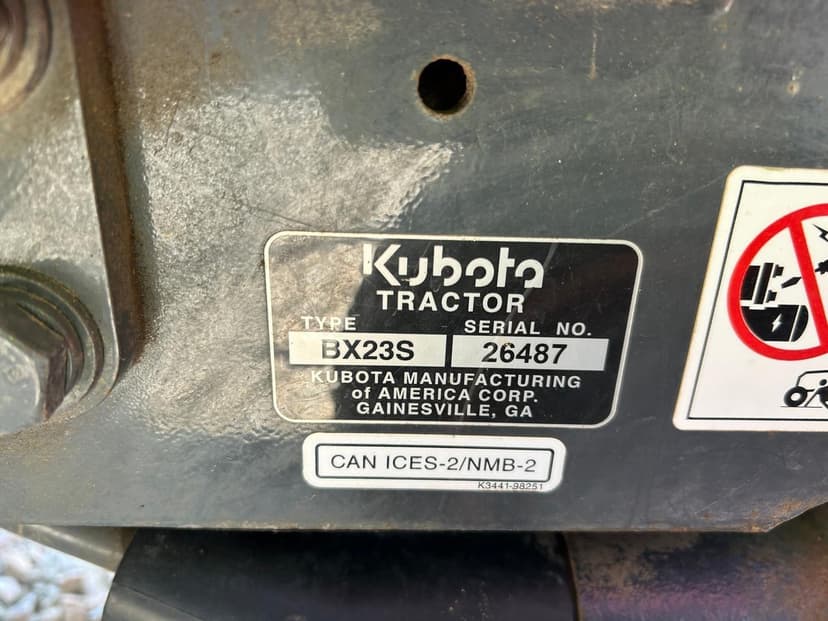 Kubota
TRACTOR
TYPE SERIAL NO.
BX23S 26487
KUBOTA MANUFACTURING
of AMERICA CORP.
GAINESVILLE, GA
CAN ICES-2/NMB-2
K3441-98251